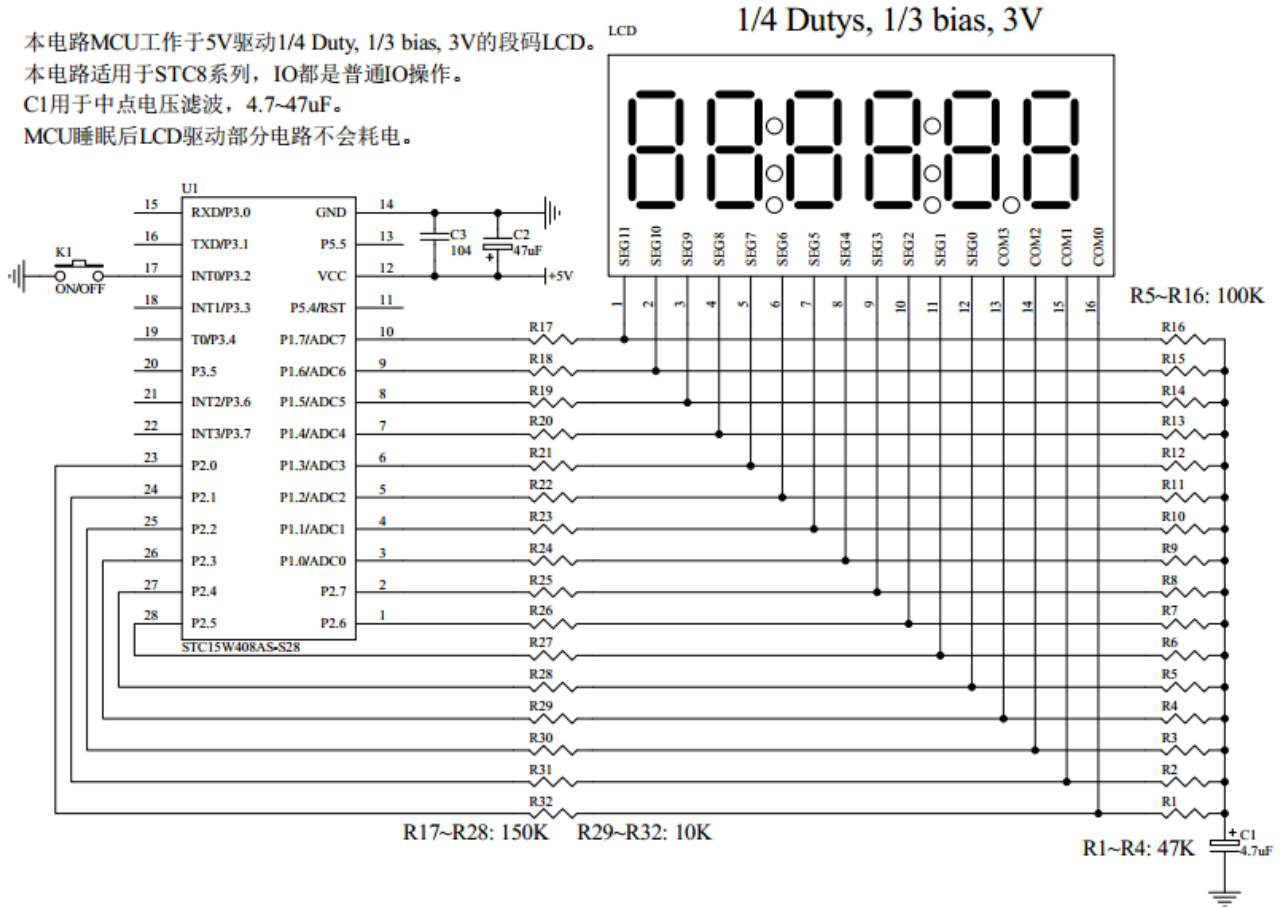 1/4 Dutys, 1/3 bias, 3V
本电路MCU工作于5V驱动1/4 Duty, 1/3 bias, 3V的段码LCD。
本电路适用于STC8系列，IO都是普通IO操作。
C1用于中点电压滤波，4.7~47uF。
MCU睡眠后LCD驱动部分电路不会耗电。
LCD
SEG11
SEG10
SEG9
SEG8
SEG7
SEG6
SEG5
SEG4
SEG3
SEG2
SEG1
SEG0
COM3
COM2
COM1
COM0
1
2
3
4
5
6
7
8
9
10
11
12
13
14
15
16
U1
15 RXD/P3.0 GND 14
16 TXD/P3.1 P5.5 13
17 INT0/P3.2 VCC 12
18 INT1/P3.3 P5.4/RST 11
19 T0/P3.4 P1.7/ADC7 10
20 P3.5 P1.6/ADC6 9
21 INT2/P3.6 P1.5/ADC5 8
22 INT3/P3.7 P1.4/ADC4 7
23 P2.0 P1.3/ADC3 6
24 P2.1 P1.2/ADC2 5
25 P2.2 P1.1/ADC1 4
26 P2.3 P1.0/ADC0 3
27 P2.4 P2.7 2
28 P2.5 P2.6 1
STC15W408AS-S28
K1
ON/OFF
C3
104
C2
47uF
+
+5V
R5~R16: 100K
R17 R16
R18 R15
R19 R14
R20 R13
R21 R12
R22 R11
R23 R10
R24 R9
R25 R8
R26 R7
R27 R6
R28 R5
R29 R4
R30 R3
R31 R2
R32 R1
R17~R28: 150K R29~R32: 10K
R1~R4: 47K
+
C1
4.7uF